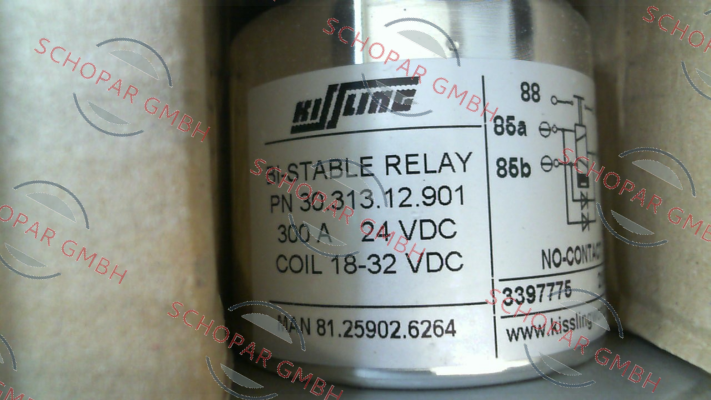 KISSLING
BI-STABLE RELAY
PN 30.313.12.901
300 A 24 VDC
COIL 18-32 VDC
MAN 81.25902.6264
88
85a
85b
NO-CONTACT
3397775
www.kissling
SCHOPAR GMBH
SCHOPAR GMBH
SCHOPAR GMBH
SCHOPAR GMBH
SCHOPAR GMBH
SCHOPAR GMBH
SCHOPAR GMBH